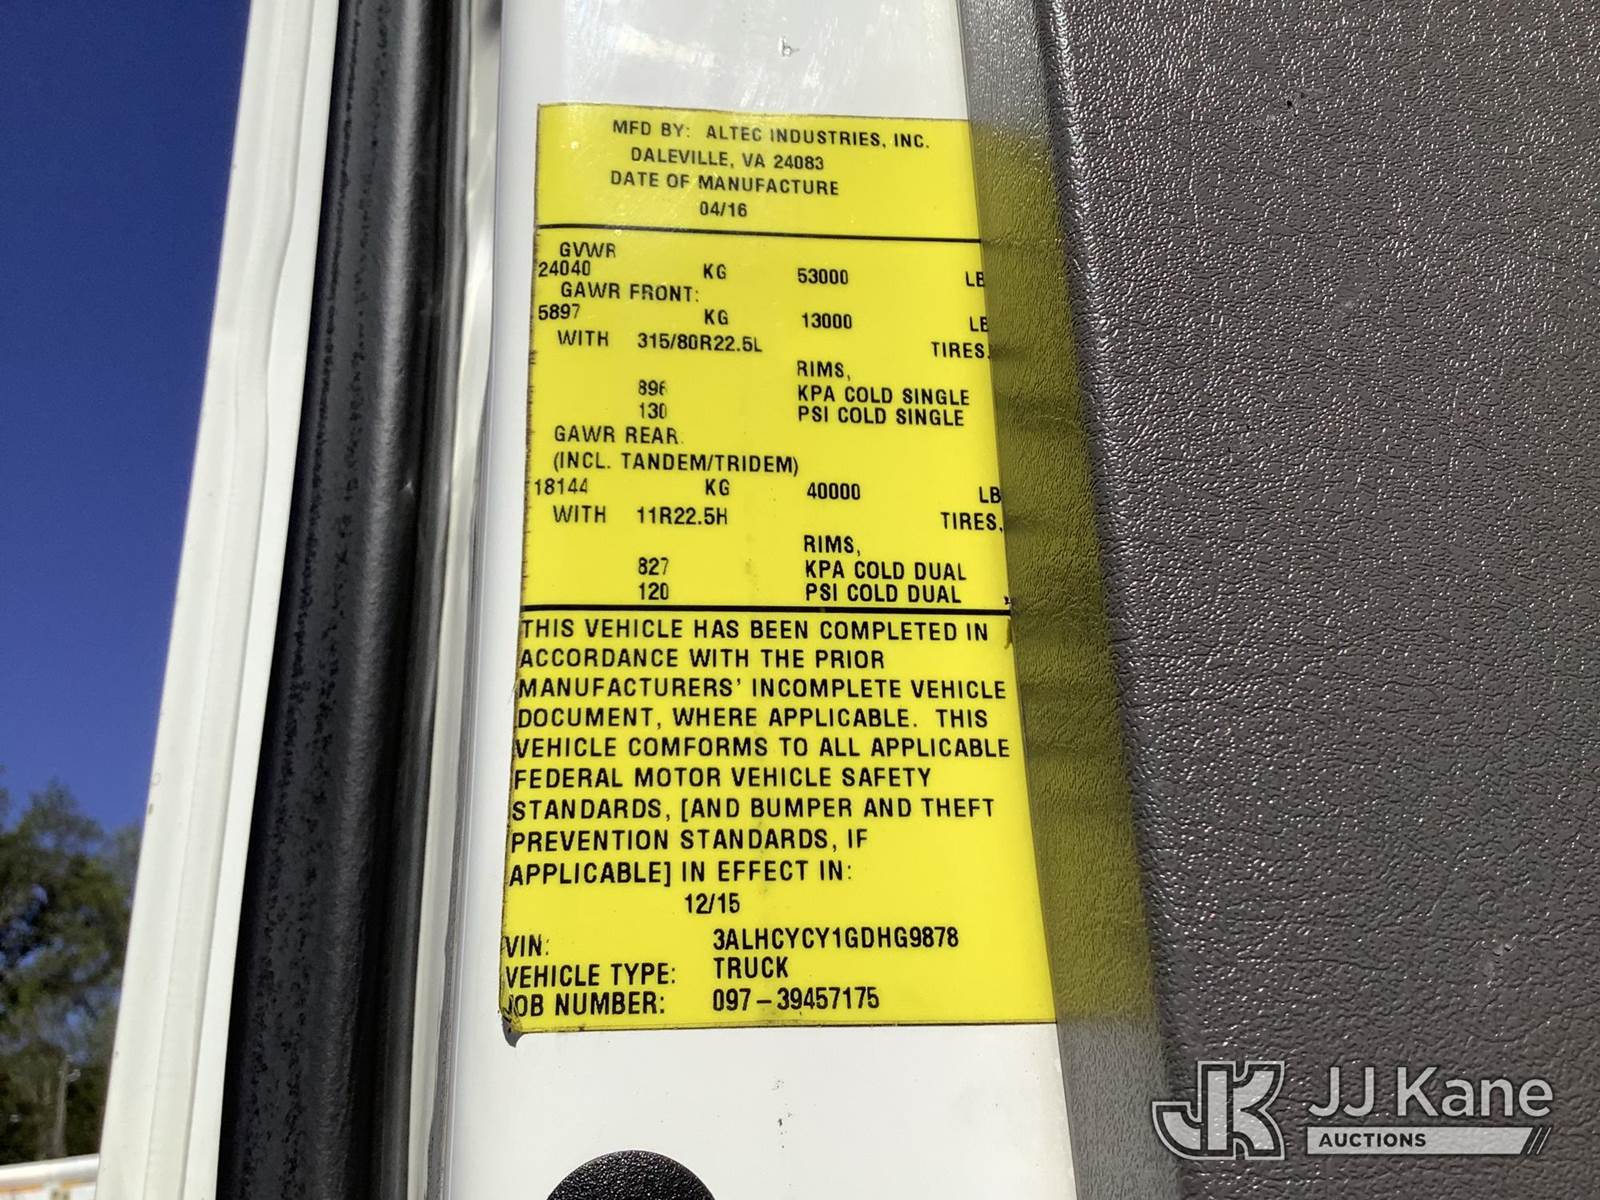 MFD BY: ALTEC INDUSTRIES, INC.
DALEVILLE, VA 24083
DATE OF MANUFACTURE
04/16
GVWR
24040 KG 53000 LB
GAWR FRONT:
5897 KG 13000 LB
WITH 315/80R22.5L TIRES,
RIMS,
896 KPA COLD SINGLE
130 PSI COLD SINGLE
GAWR REAR
(INCL. TANDEM/TRIDEM)
18144 KG 40000 LB
WITH 11R22.5H TIRES,
RIMS,
827 KPA COLD DUAL
120 PSI COLD DUAL
THIS VEHICLE HAS BEEN COMPLETED IN
ACCORDANCE WITH THE PRIOR
MANUFACTURERS' INCOMPLETE VEHICLE
DOCUMENT, WHERE APPLICABLE. THIS
VEHICLE COMFORMS TO ALL APPLICABLE
FEDERAL MOTOR VEHICLE SAFETY
STANDARDS, [AND BUMPER AND THEFT
PREVENTION STANDARDS, IF
APPLICABLE] IN EFFECT IN:
12/15
VIN: 3ALHCYCY1GDHG9878
VEHICLE TYPE: TRUCK
JOB NUMBER: 097-39457175
JK JJ Kane
AUCTIONS